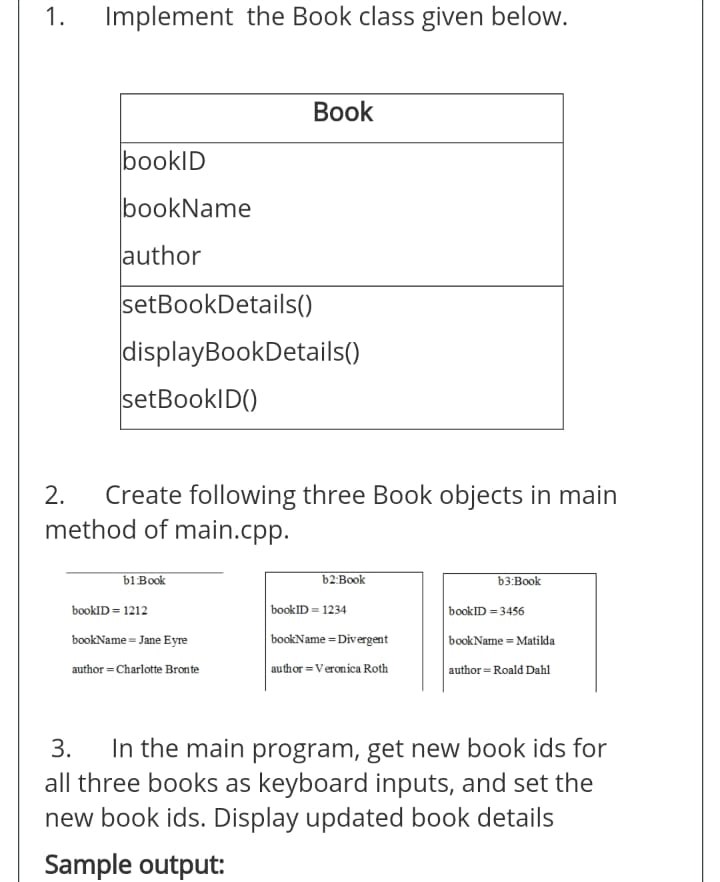 1. Implement the Book class given below.
Book
bookID
bookName
author
setBookDetails()
displayBookDetails()
setBookID()
2. Create following three Book objects in main
method of main.cpp.
b1:Book
bookID = 1212
bookName = Jane Eyre
author = Charlotte Bronte
b2:Book
bookID = 1234
bookName = Divergent
author = Veronica Roth
b3:Book
bookID = 3456
bookName = Matilda
author = Roald Dahl
3. In the main program, get new book ids for
all three books as keyboard inputs, and set the
new book ids. Display updated book details
Sample output: